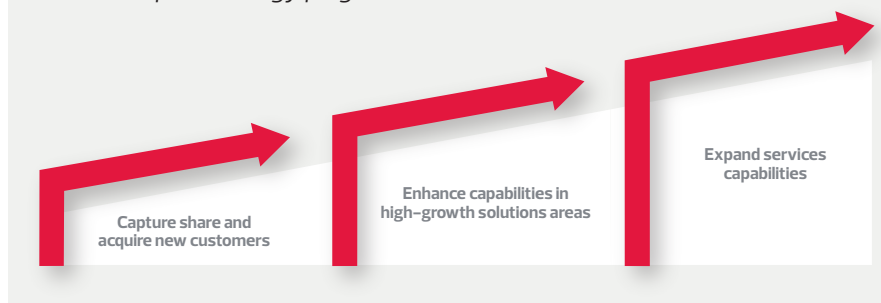 Capture share and
acquire new customers
Enhance capabilities in
high-growth solutions areas
Expand services
capabilities